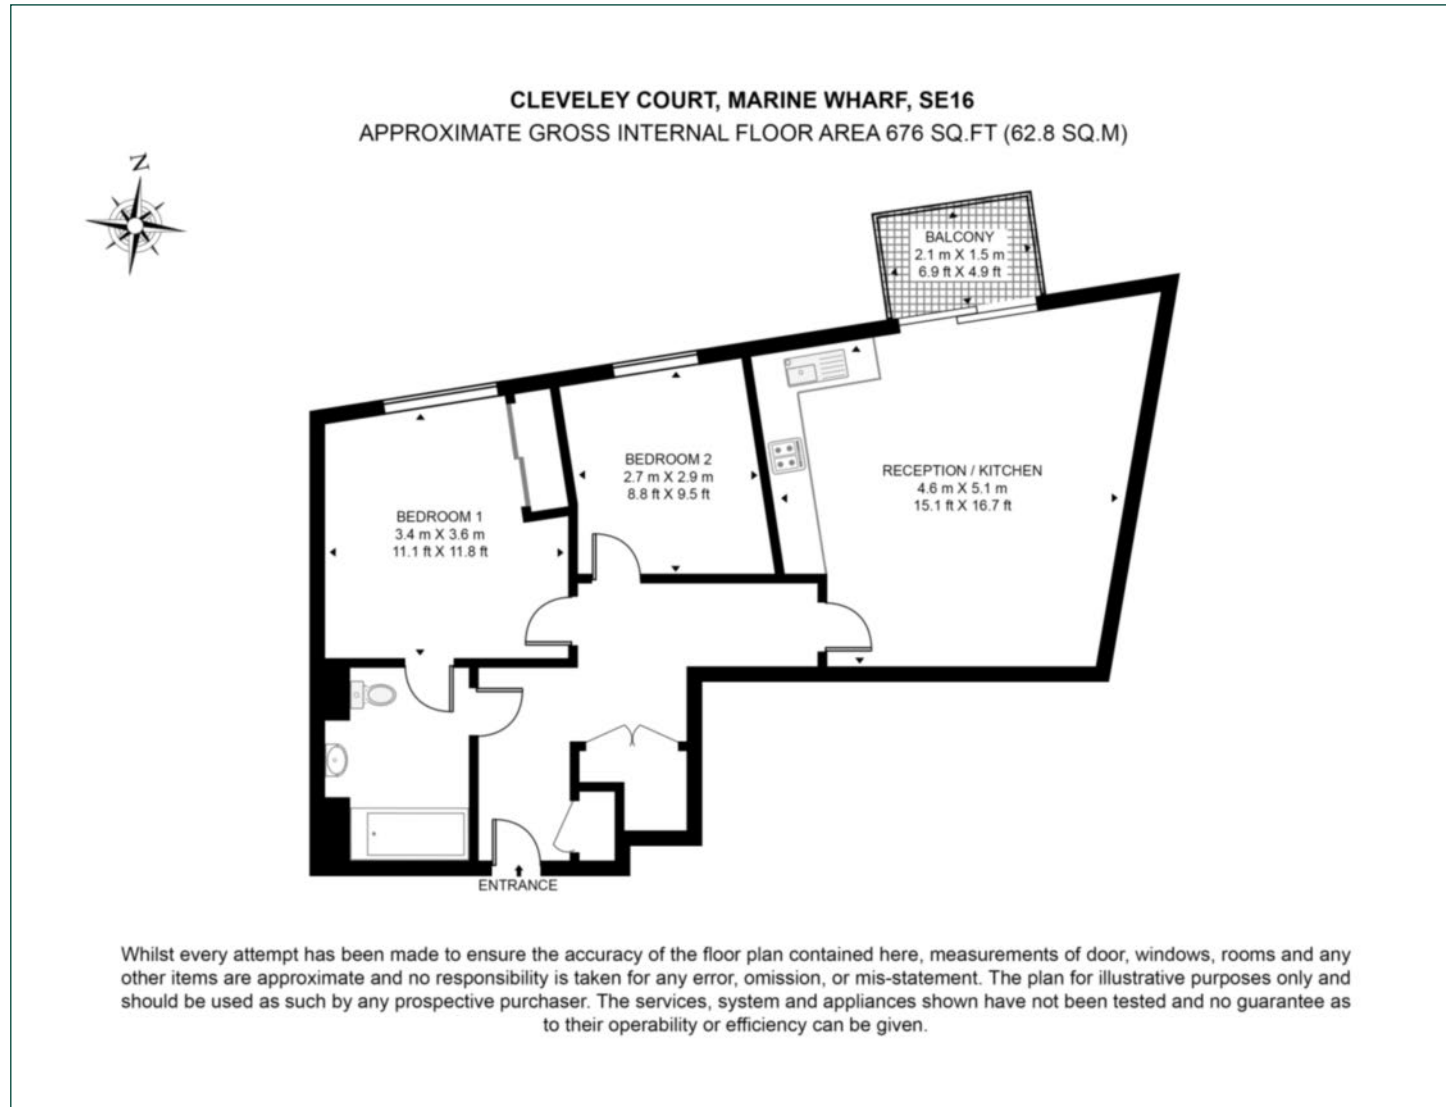 CLEVELEY COURT, MARINE WHARF, SE16
APPROXIMATE GROSS INTERNAL FLOOR AREA 676 SQ.FT (62.8 SQ.M)
N
BALCONY
2.1 m X 1.5 m
6.9 ft X 4.9 ft
BEDROOM 2
2.7 m X 2.9 m
8.8 ft X 9.5 ft
RECEPTION / KITCHEN
4.6 m X 5.1 m
15.1 ft X 16.7 ft
BEDROOM 1
3.4 m X 3.6 m
11.1 ft X 11.8 ft
ENTRANCE
Whilst every attempt has been made to ensure the accuracy of the floor plan contained here, measurements of door, windows, rooms and any
other items are approximate and no responsibility is taken for any error, omission, or mis-statement. The plan for illustrative purposes only and
should be used as such by any prospective purchaser. The services, system and appliances shown have not been tested and no guarantee as
to their operability or efficiency can be given.